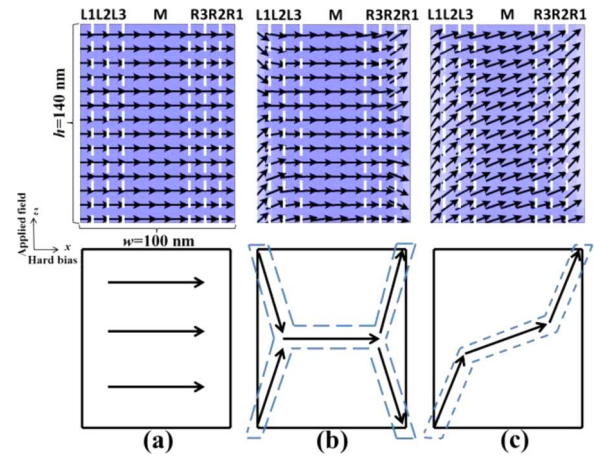 L1L2L3 M R3R2R1 L1L2L3 M R3R2R1 L1L2L3 M R3R2R1
h=140 nm
Applied field
z
x
Hard bias
w=100 nm
(a) (b) (c)